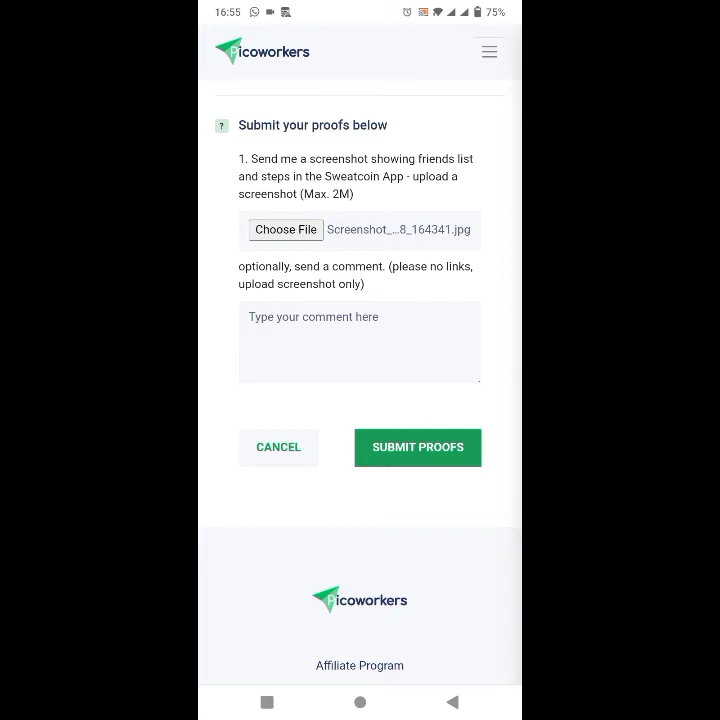 16:55 75%
Picoworkers
? Submit your proofs below
1. Send me a screenshot showing friends list
and steps in the Sweatcoin App - upload a
screenshot (Max. 2M)
Choose File Screenshot_...8_164341.jpg
optionally, send a comment. (please no links,
upload screenshot only)
Type your comment here
CANCEL SUBMIT PROOFS
Picoworkers
Affiliate Program